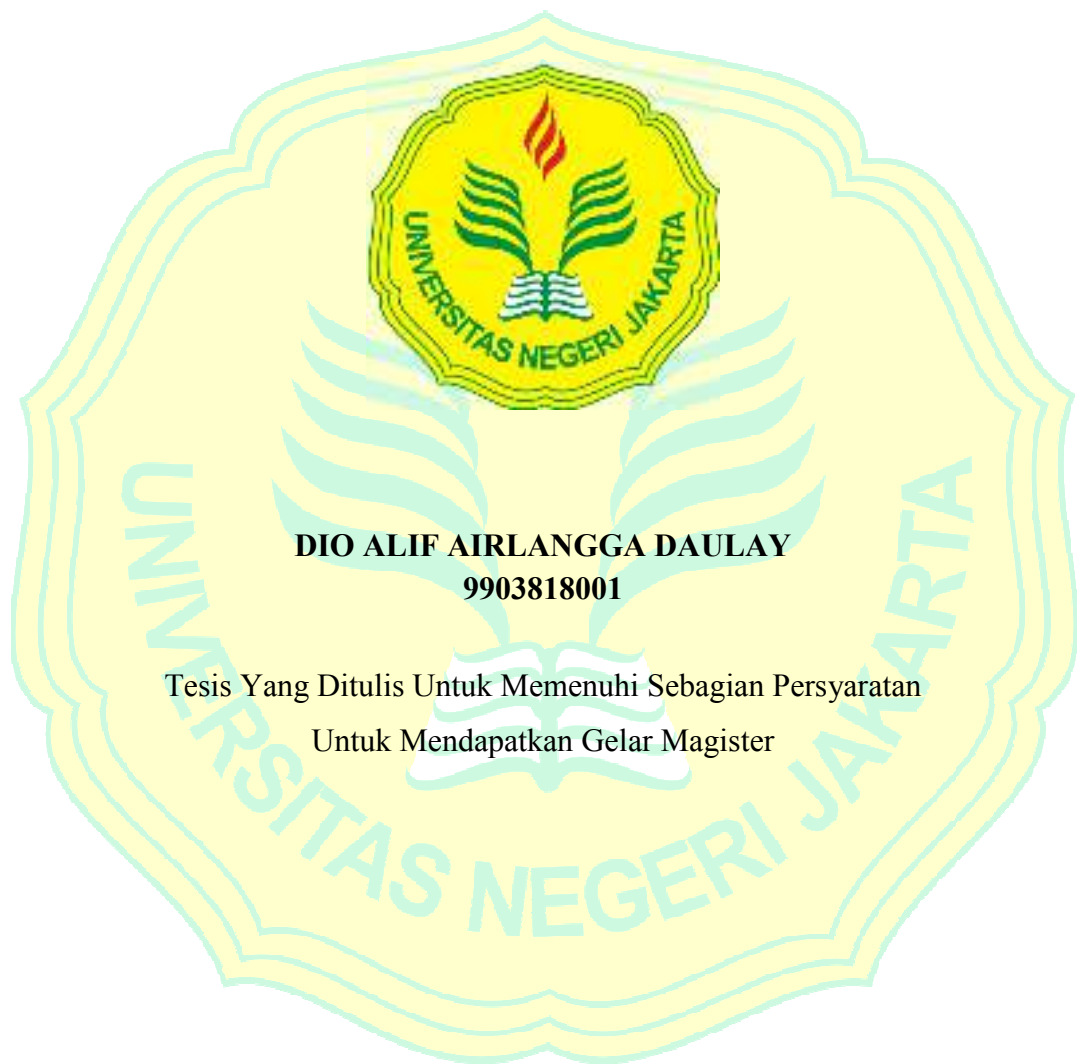 UNIVERSITAS NEGERI JAKARTA
DIO ALIF AIRLANGGA DAULAY
9903818001
Tesis Yang Ditulis Untuk Memenuhi Sebagian Persyaratan
Untuk Mendapatkan Gelar Magister
UNIVERSITAS NEGERI JAKARTA